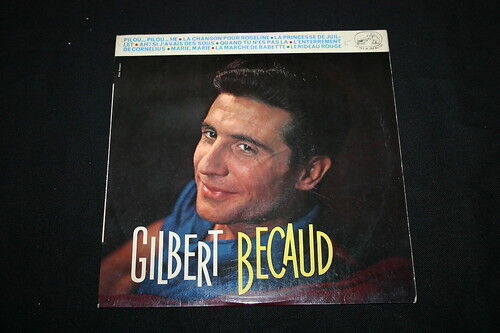 PILOU... PILOU... HE • LA CHANSON POUR ROSELINE • LA PRINCESSE DE JUIL-
LET • AH! SI J'AVAIS DES SOUS • QUAND TU N'ES PAS LA • L'ENTERREMENT
DE CORNELIUS • MARIE, MARIE • LA MARCHE DE BABETTE • LE RIDEAU ROUGE
GILBERT BECAUD